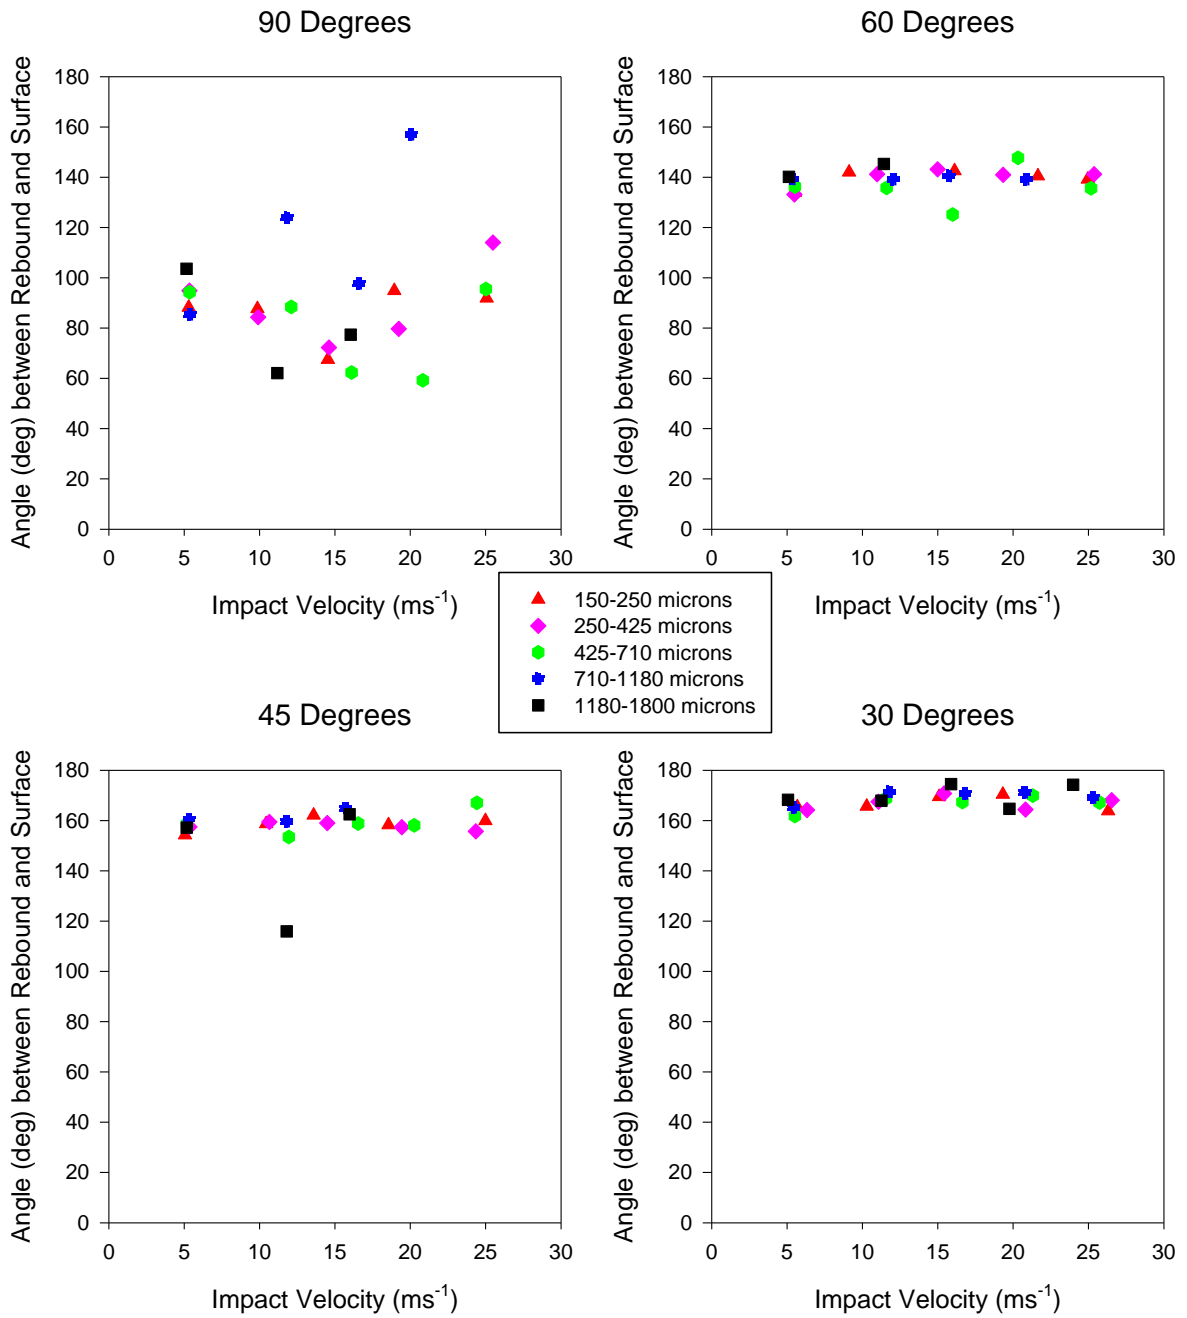 90 Degrees
180
160
140
120
100
80
60
40
20
0
0 5 10 15 20 25 30
Angle (deg) between Rebound and Surface
Impact Velocity (ms⁻¹)
60 Degrees
180
160
140
120
100
80
60
40
20
0
0 5 10 15 20 25 30
Angle (deg) between Rebound and Surface
Impact Velocity (ms⁻¹)
150-250 microns
250-425 microns
425-710 microns
710-1180 microns
1180-1800 microns
45 Degrees
180
160
140
120
100
80
60
40
20
0
0 5 10 15 20 25 30
Angle (deg) between Rebound and Surface
Impact Velocity (ms⁻¹)
30 Degrees
180
160
140
120
100
80
60
40
20
0
0 5 10 15 20 25 30
Angle (deg) between Rebound and Surface
Impact Velocity (ms⁻¹)